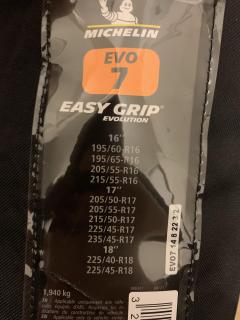 MICHELIN
EVO
7
EASY GRIP®
EVOLUTION
16"
195/60-R16
195/65-R16
205/55-R16
215/55-R16
17"
205/50-R17
205/55-R17
215/50-R17
225/45-R17
235/45-R17
18"
225/40-R18
225/45-R18
1,940 kg